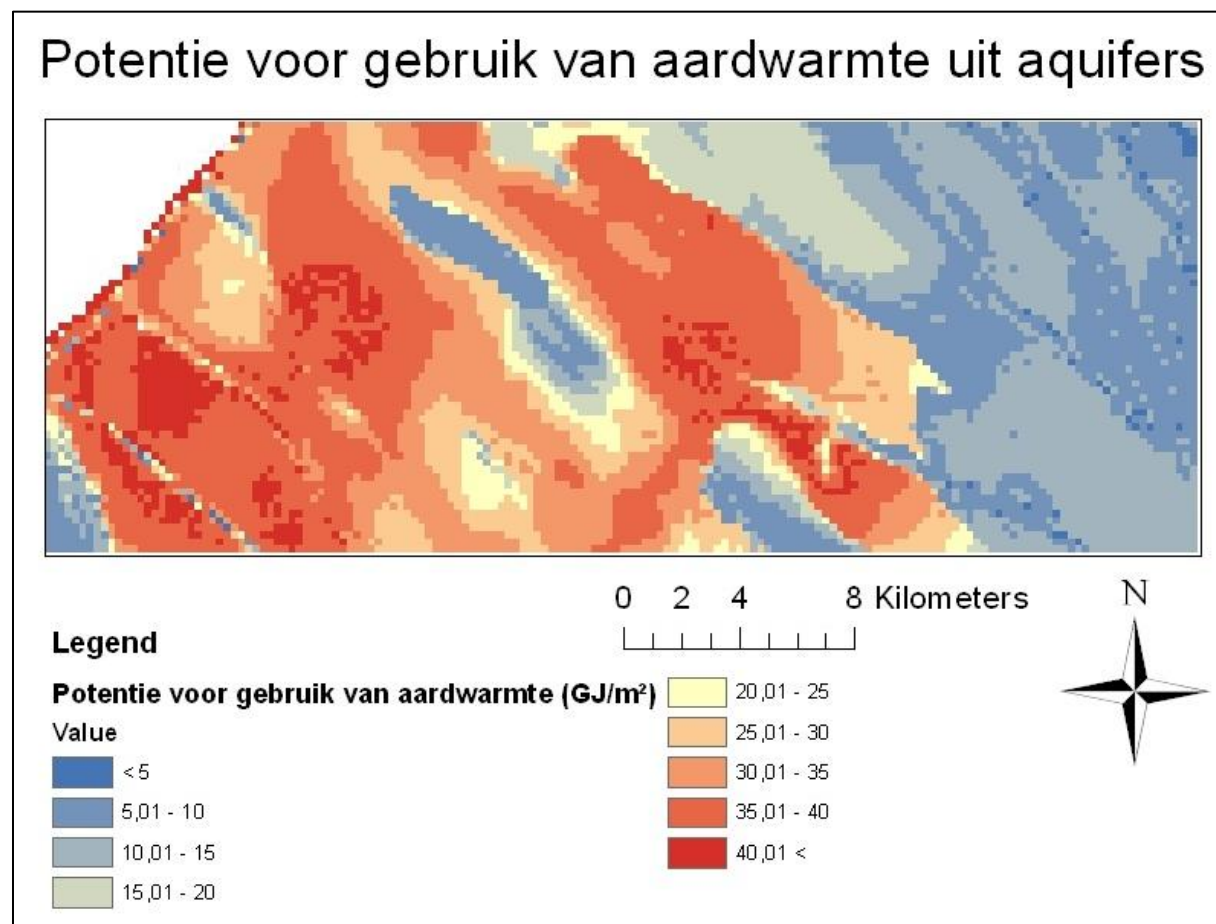 Potentie voor gebruik van aardwarmte uit aquifers
0 2 4 8 Kilometers
N
Legend
Potentie voor gebruik van aardwarmte (GJ/m²)
Value
< 5
5,01 - 10
10,01 - 15
15,01 - 20
20,01 - 25
25,01 - 30
30,01 - 35
35,01 - 40
40,01 <